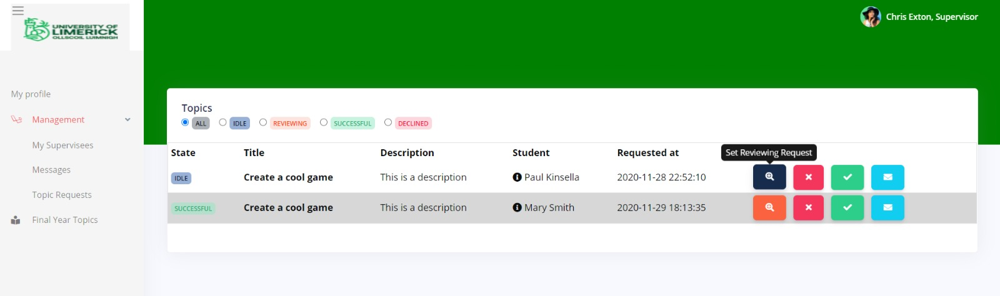 UNIVERSITY OF
LIMERICK
OLLSCOIL LUIMNIGH
Chris Exton, Supervisor
My profile
Management
My Supervisees
Messages
Topic Requests
Final Year Topics
Topics
ALL IDLE REVIEWING SUCCESSFUL DECLINED
State Title Description Student Requested at
Set Reviewing Request
IDLE Create a cool game This is a description Paul Kinsella 2020-11-28 22:52:10
SUCCESSFUL Create a cool game This is a description Mary Smith 2020-11-29 18:13:35